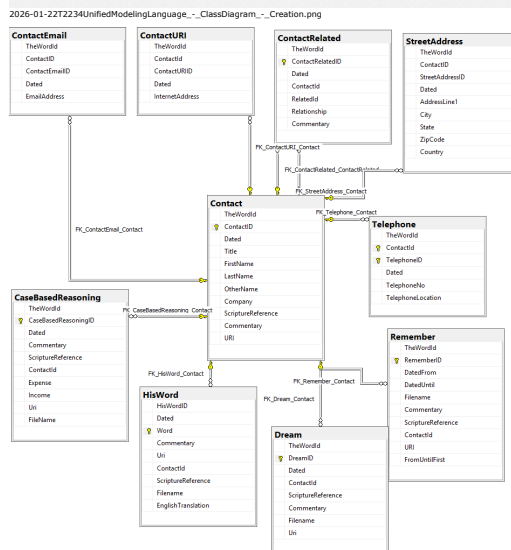 2026-01-22T2234UnifiedModelingLanguage_-_ClassDiagram_-_Creation.png
ContactEmail
TheWordId
ContactID
ContactEmailID
Dated
EmailAddress
ContactURI
TheWordId
ContactId
ContactURIID
Dated
InternetAddress
ContactRelated
TheWordId
ContactRelatedID
Dated
ContactId
RelatedId
Relationship
Commentary
StreetAddress
TheWordId
ContactID
StreetAddressID
Dated
AddressLine1
City
State
ZipCode
Country
FK_ContactURI_Contact
FK_ContactRelated_ContactRelated
FK_StreetAddress_Contact
FK_Telephone_Contact
FK_ContactEmail_Contact
Contact
TheWordId
ContactID
Dated
Title
FirstName
LastName
OtherName
Company
ScriptureReference
Commentary
URI
Telephone
TheWordId
ContactId
TelephoneID
Dated
TelephoneNo
TelephoneLocation
CaseBasedReasoning
TheWordId
CaseBasedReasoningID
Dated
Commentary
ScriptureReference
ContactId
Expense
Income
Uri
FileName
FK_CaseBasedReasoning_Contact
Remember
TheWordId
RememberID
DatedFrom
DatedUntil
Filename
Commentary
ScriptureReference
ContactId
URI
FromUntilFirst
FK_HisWord_Contact
FK_Remember_Contact
FK_Dream_Contact
HisWord
HisWordID
Dated
Word
Commentary
Uri
ContactId
ScriptureReference
Filename
EnglishTranslation
Dream
TheWordId
DreamID
Dated
ContactId
ScriptureReference
Commentary
Filename
Uri